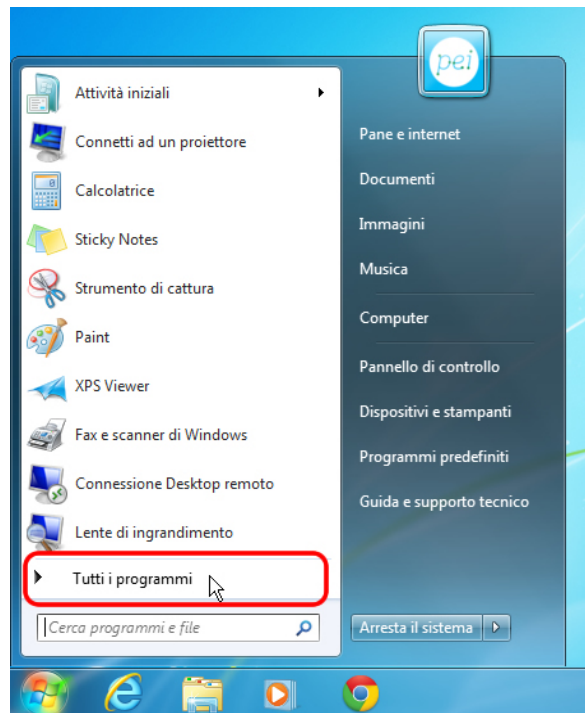 pei
Attività iniziali
Connetti ad un proiettore
Calcolatrice
Sticky Notes
Strumento di cattura
Paint
XPS Viewer
Fax e scanner di Windows
Connessione Desktop remoto
Lente di ingrandimento
Tutti i programmi
Cerca programmi e file
Pane e internet
Documenti
Immagini
Musica
Computer
Pannello di controllo
Dispositivi e stampanti
Programmi predefiniti
Guida e supporto tecnico
Arresta il sistema